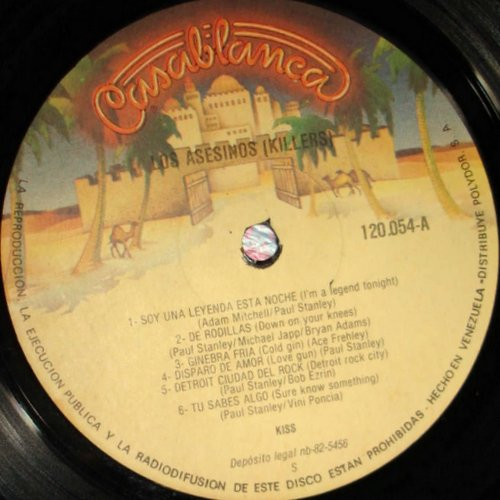 Casablanca
LOS ASESINOS (KILLERS)
120.054-A
1- SOY UNA LEYENDA ESTA NOCHE (I'm a legend tonight)
(Adam Mitchell/Paul Stanley)
2- DE RODILLAS (Down on your knees)
(Paul Stanley/Michael Japp/Bryan Adams)
3- GINEBRA FRIA (Cold gin) (Ace Frehley)
4- DISPARO DE AMOR (Love gun) (Paul Stanley)
5- DETROIT CIUDAD DEL ROCK (Detroit rock city)
(Paul Stanley/Bob Ezrin)
6- TU SABES ALGO (Sure know something)
(Paul Stanley/Vini Poncia)
KISS
Depósito legal nb-82-5456
S
LA REPRODUCCION, LA EJECUCION PUBLICA Y LA RADIODIFUSION DE ESTE DISCO ESTAN PROHIBIDAS - HECHO EN VENEZUELA - DISTRIBUYE POLYDOR, S. A.